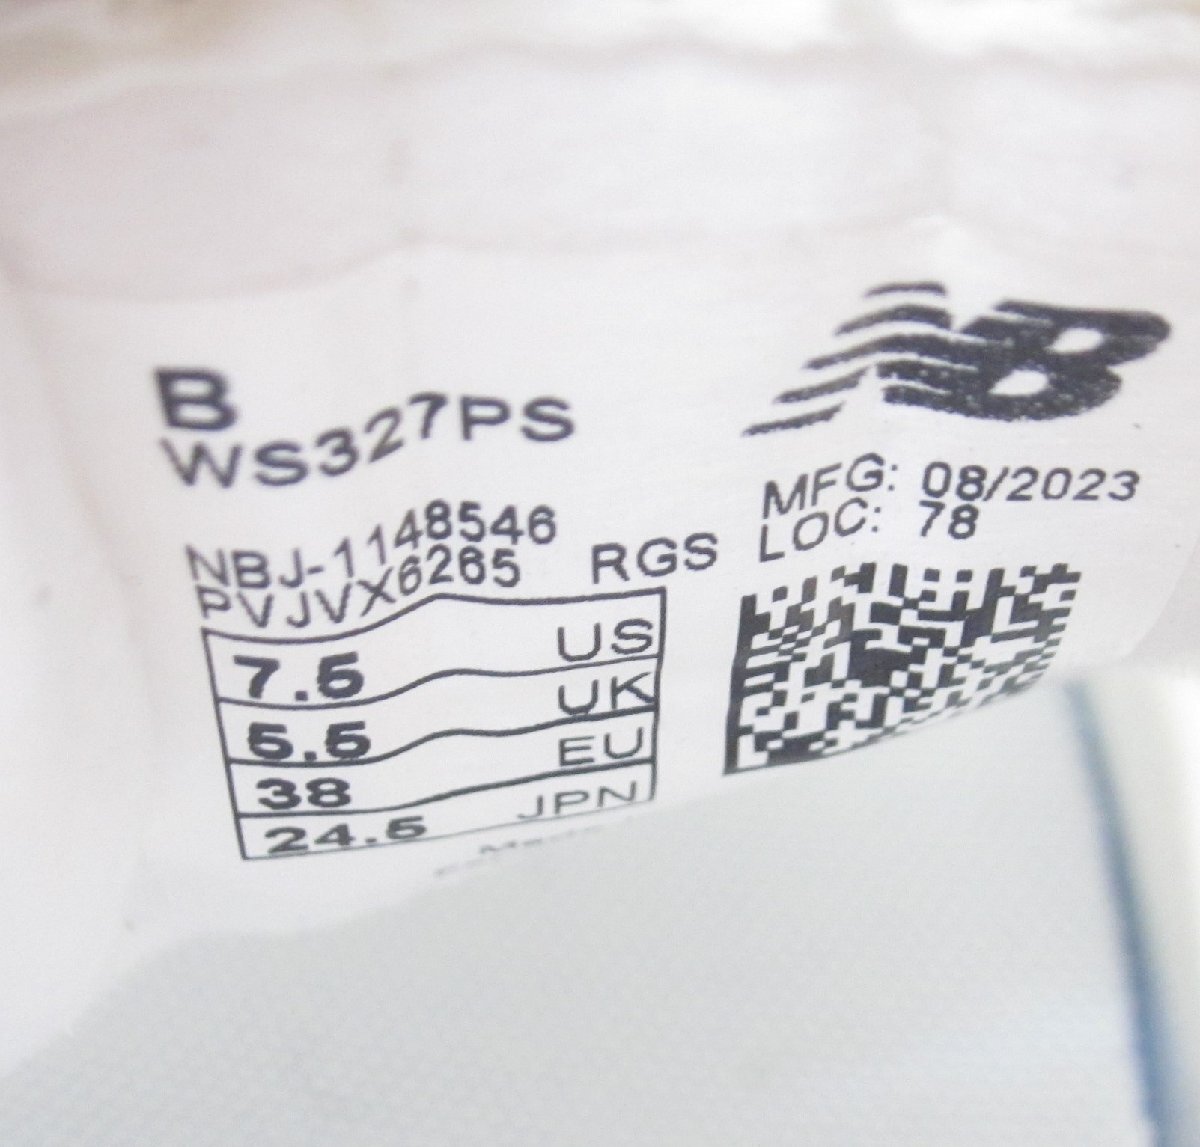 B
WS327PS
NB
NBJ-1148546
PVJVX6265
RGS
MFG: 08/2023
LOC: 78
7.5 US
5.5 UK
38 EU
24.5 JPN